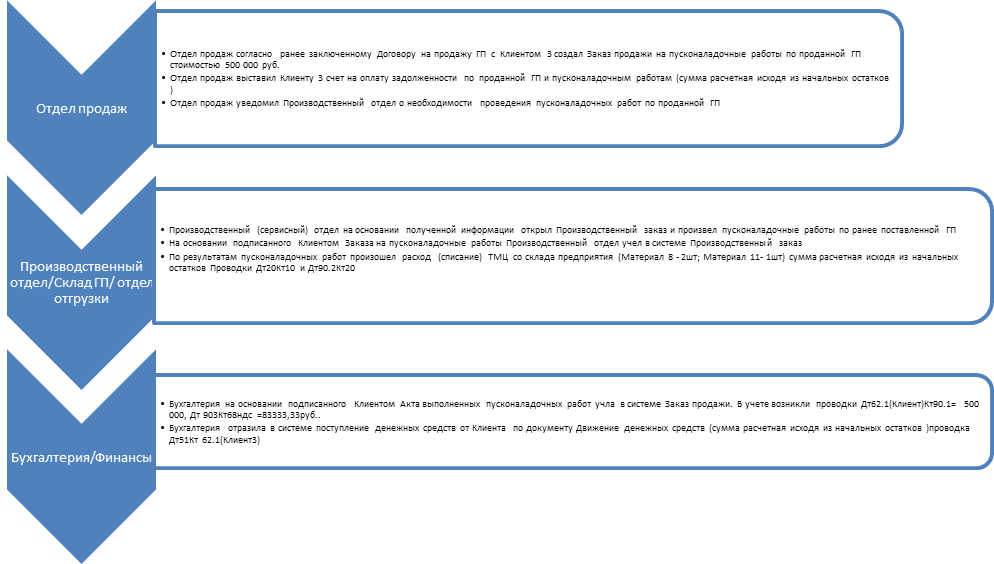 Отдел продаж
• Отдел продаж согласно ранее заключенному Договору на продажу ГП с Клиентом 3 создал Заказ продажи на пусконаладочные работы по проданной ГП
стоимостью 500 000 руб.
• Отдел продаж выставил Клиенту 3 счет на оплату задолженности по проданной ГП и пусконаладочным работам (сумма расчетная исходя из начальных остатков
)
• Отдел продаж уведомил Производственный отдел о необходимости проведения пусконаладочных работ по проданной ГП
Производственный
отдел/Склад ГП/ отдел
отгрузки
• Производственный (сервисный) отдел на основании полученной информации открыл Производственный заказ и произвел пусконаладочные работы по ранее поставленной ГП
• На основании подписанного Клиентом Заказа на пусконаладочные работы Производственный отдел учел в системе Производственный заказ
• По результатам пусконаладочных работ произошел расход (списание) ТМЦ со склада предприятия (Материал 8 - 2шт; Материал 11- 1шт) сумма расчетная исходя из начальных
остатков Проводки Дт20Кт10 и Дт90.2Кт20
Бухгалтерия/Финансы
• Бухгалтерия на основании подписанного Клиентом Акта выполненных пусконаладочных работ учла в системе Заказ продажи. В учете возникли проводки Дт62.1(Клиент)Кт90.1= 500
000, Дт 903Кт68ндс =83333,33руб..
• Бухгалтерия отразила в системе поступление денежных средств от Клиента по документу Движение денежных средств (сумма расчетная исходя из начальных остатков )проводка
Дт51Кт 62.1(Клиент3)